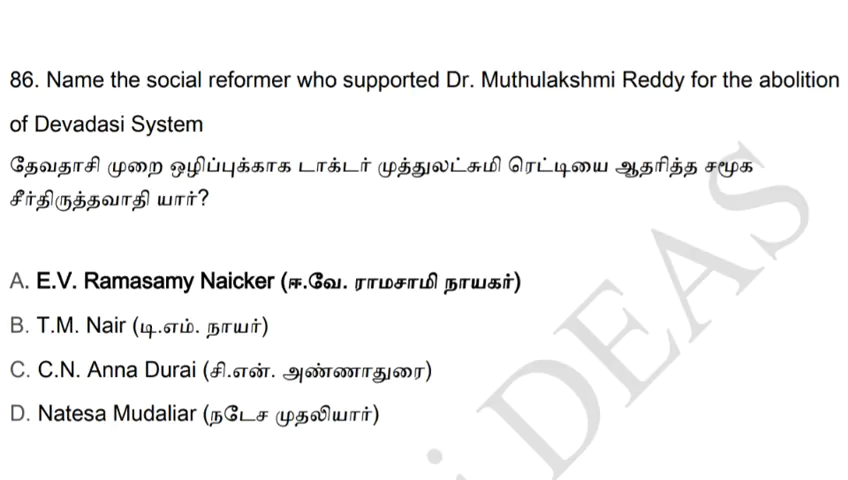 86. Name the social reformer who supported Dr. Muthulakshmi Reddy for the abolition
of Devadasi System
தேவதாசி முறை ஒழிப்புக்காக டாக்டர் முத்துலட்சுமி ரெட்டியை ஆதரித்த சமூக
சீர்திருத்தவாதி யார்?
A. E.V. Ramasamy Naicker (ஈ.வே. ராமசாமி நாயகர்)
B. T.M. Nair (டி.எம். நாயர்)
C. C.N. Anna Durai (சி.என். அண்ணாதுரை)
D. Natesa Mudaliar (நடேச முதலியார்)
DEAS